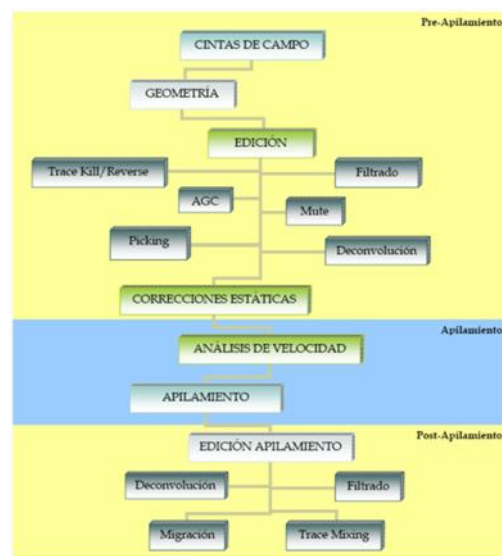 Pre-Apilamiento
CINTAS DE CAMPO
GEOMETRÍA
EDICIÓN
Trace Kill/Reverse
Filtrado
AGC
Mute
Picking
Deconvolución
CORRECCIONES ESTÁTICAS
Apilamiento
ANÁLISIS DE VELOCIDAD
APILAMIENTO
Post-Apilamiento
EDICIÓN APILAMIENTO
Deconvolución
Filtrado
Migración
Trace Mixing